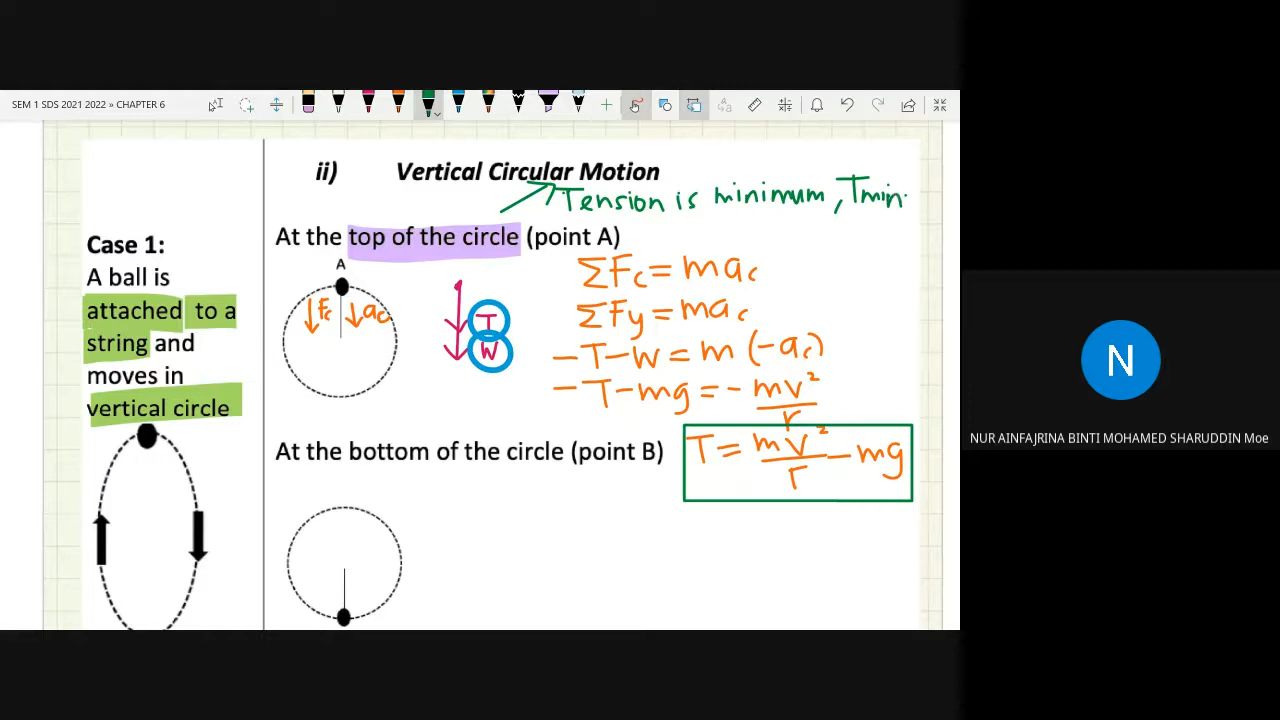 SEM 1 SDS 2021 2022 » CHAPTER 6
ii) Vertical Circular Motion
Tension is minimum, Tmin.
At the top of the circle (point A)
A
Fc ac
T
W
ΣFc = mac
ΣFy = mac
-T-W = m (-ac)
-T-mg = - mv²/r
T = mv²/r - mg
Case 1:
A ball is
attached to a
string and
moves in
vertical circle
At the bottom of the circle (point B)
N
NUR AINFAJRINA BINTI MOHAMED SHARUDDIN Moe